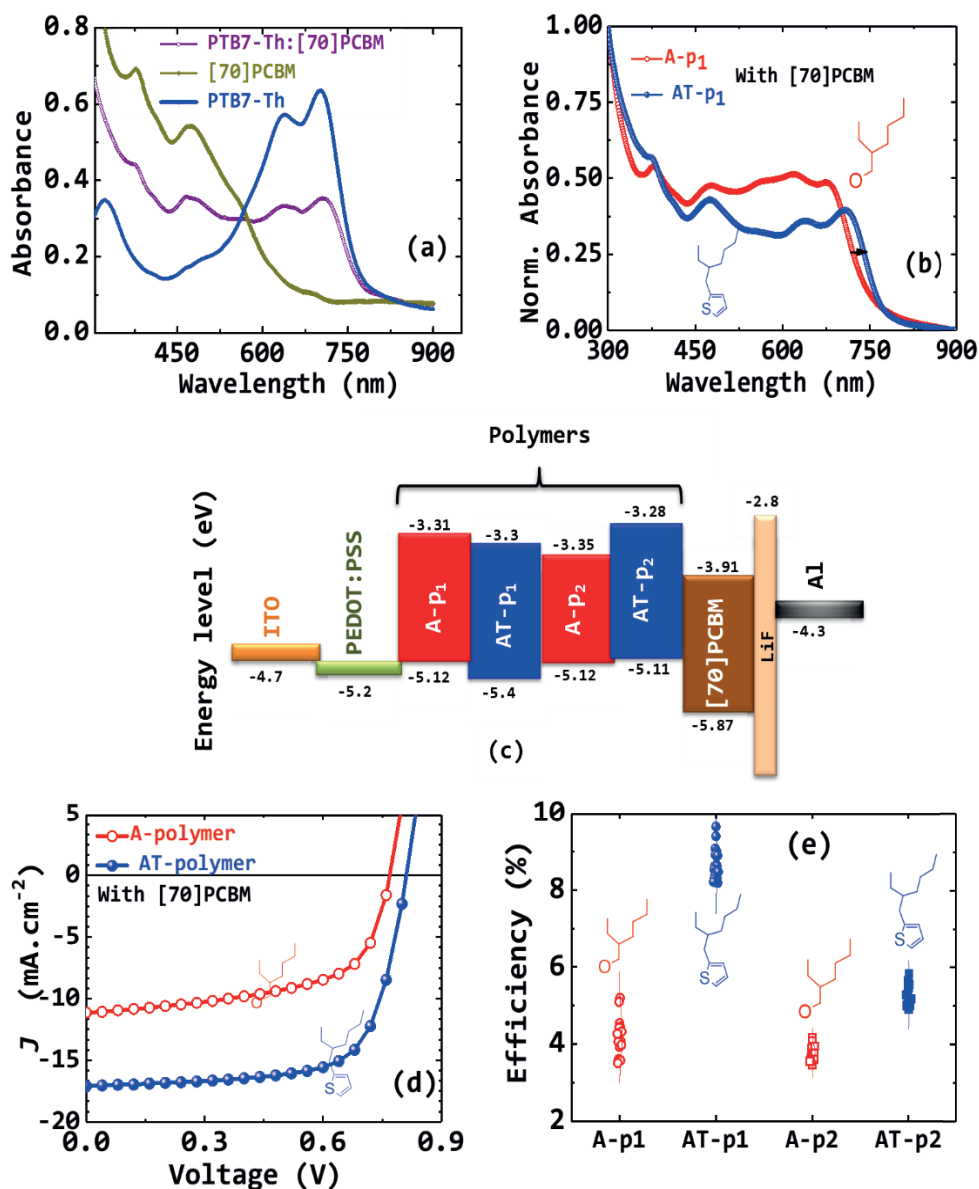 0.8
0.6
0.4
0.2
0.0
Absorbance
PTB7-Th:[70]PCBM
[70]PCBM
PTB7-Th
(a)
450 600 750 900
Wavelength (nm)
1.00
0.75
0.50
0.25
0.00
Norm. Absorbance
A-p1
AT-p1
With [70]PCBM
O
S
(b)
300 450 600 750 900
Wavelength (nm)
Polymers
Energy level (eV)
ITO
-4.7
PEDOT:PSS
-5.2
-3.31
A-p1
-5.12
-3.3
AT-p1
-5.4
-3.35
A-p2
-5.12
-3.28
AT-p2
-5.11
-3.91
[70]PCBM
-5.87
-2.8
LiF
Al
-4.3
(c)
5
0
-5
-10
-15
-20
J (mA.cm-2)
A-polymer
AT-polymer
With [70]PCBM
O
S
(d)
0.0 0.3 0.6 0.9
Voltage (V)
10
8
6
4
2
Efficiency (%)
(e)
O
S
O
S
A-p1 AT-p1 A-p2 AT-p2